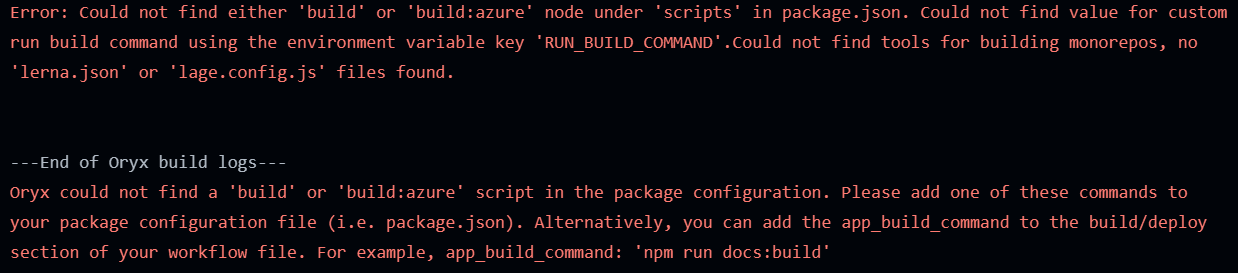 Error: Could not find either 'build' or 'build:azure' node under 'scripts' in package.json. Could not find value for custom
run build command using the environment variable key 'RUN_BUILD_COMMAND'.Could not find tools for building monorepos, no
'lerna.json' or 'lage.config.js' files found.
---End of Oryx build logs---
Oryx could not find a 'build' or 'build:azure' script in the package configuration. Please add one of these commands to
your package configuration file (i.e. package.json). Alternatively, you can add the app_build_command to the build/deploy
section of your workflow file. For example, app_build_command: 'npm run docs:build'